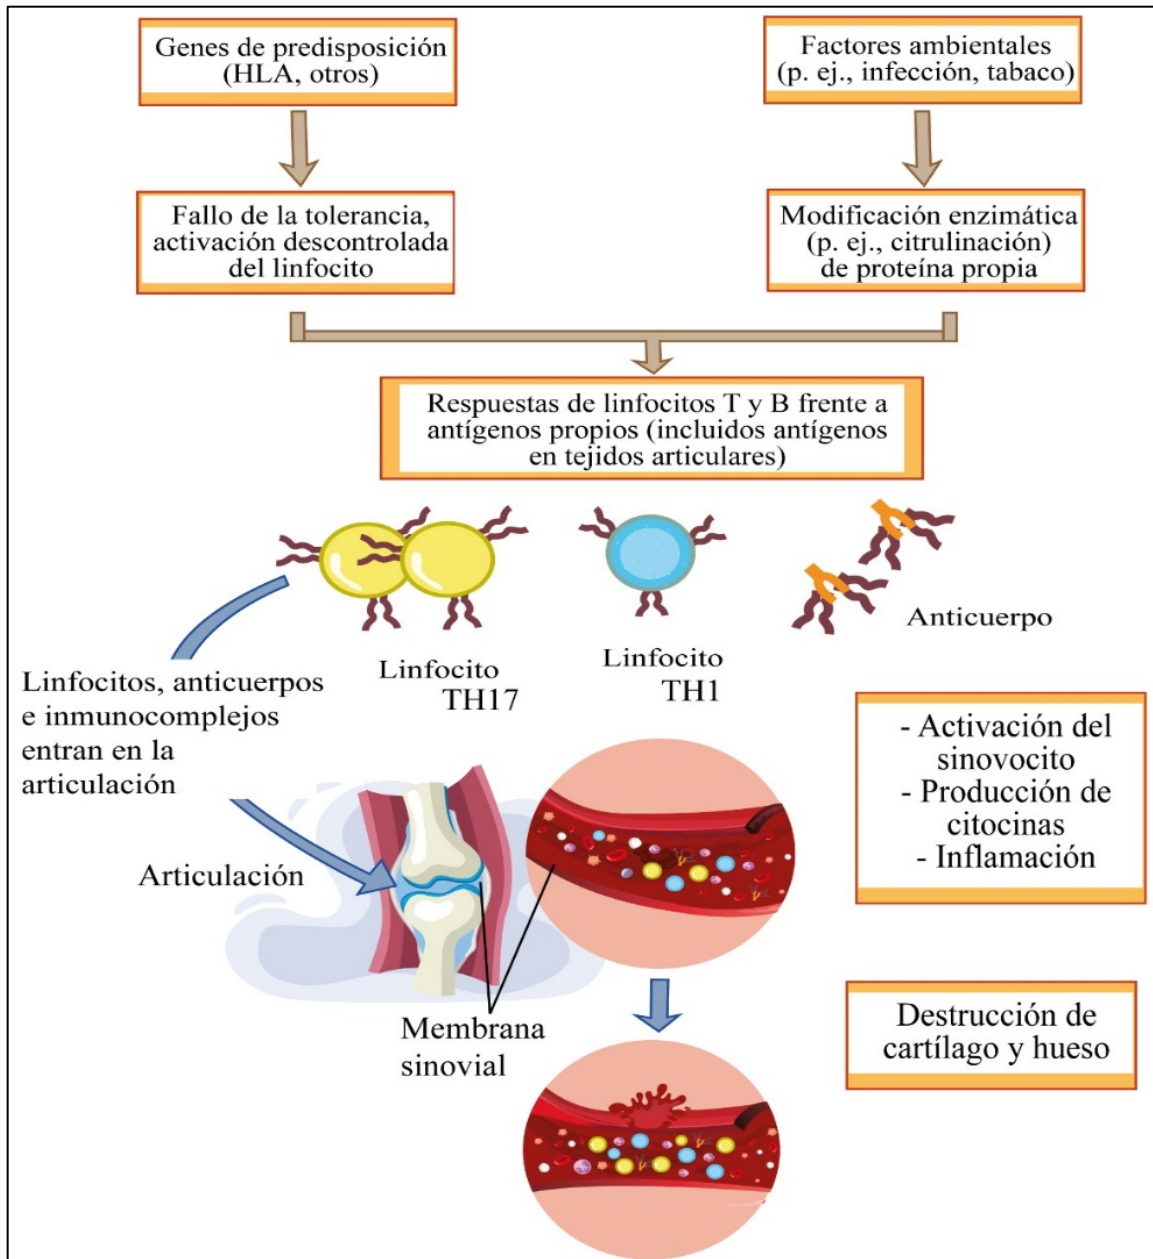 Genes de predisposición
(HLA, otros)
Factores ambientales
(p. ej., infección, tabaco)
Fallo de la tolerancia,
activación descontrolada
del linfocito
Modificación enzimática
(p. ej., citrulinación)
de proteína propia
Respuestas de linfocitos T y B frente a
antígenos propios (incluidos antígenos
en tejidos articulares)
Linfocito
TH17
Linfocito
TH1
Anticuerpo
Linfocitos, anticuerpos
e inmunocomplejos
entran en la
articulación
- Activación del
sinovocito
- Producción de
citocinas
- Inflamación
Articulación
Membrana
sinovial
Destrucción de
cartílago y hueso